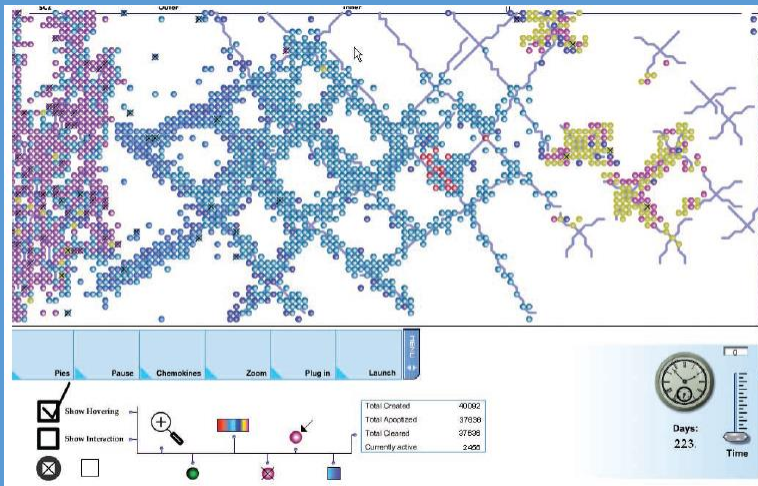 Outer
Inner
Pies
Pause
Chemokines
Zoom
Plug in
Launch
MENU
Show Hovering
Show Interaction
Total Created 40092
Total Apoptized 37636
Total Cleared 37636
Currently active 2456
0
Days:
223.
Time